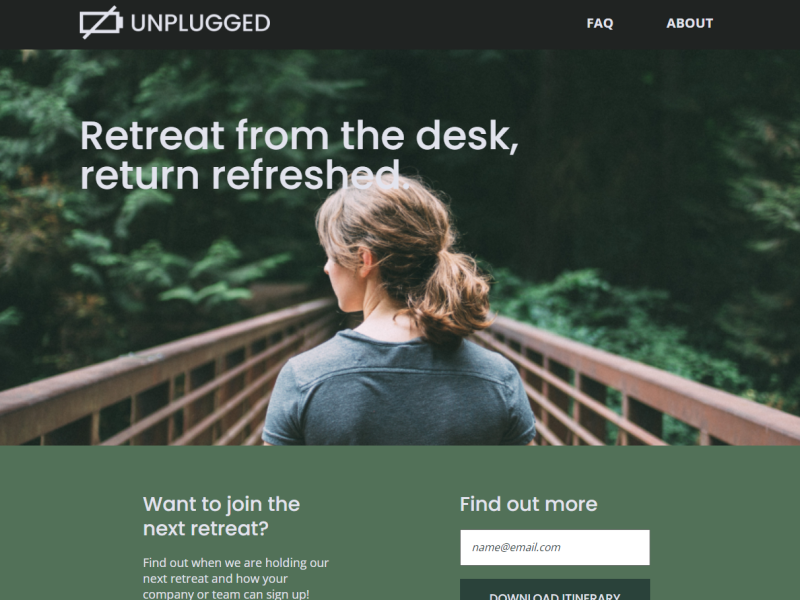 UNPLUGGED
FAQ
ABOUT
Retreat from the desk,
return refreshed.
Want to join the
next retreat?
Find out when we are holding our
next retreat and how your
company or team can sign up!
Find out more
name@email.com
DOWNLOAD ITINERARY